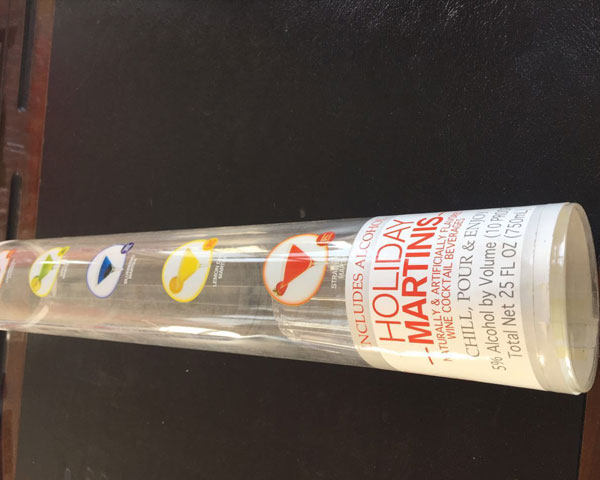 INCLUDES ALCOHOL
HOLIDAY
MARTINIS
NATURALLY & ARTIFICIALLY FLAVORED
WINE COCKTAIL BEVERAGES
CHILL, POUR & ENJOY
5% Alcohol by Volume (10 PROOF
Total Net 25 FL OZ (750mL